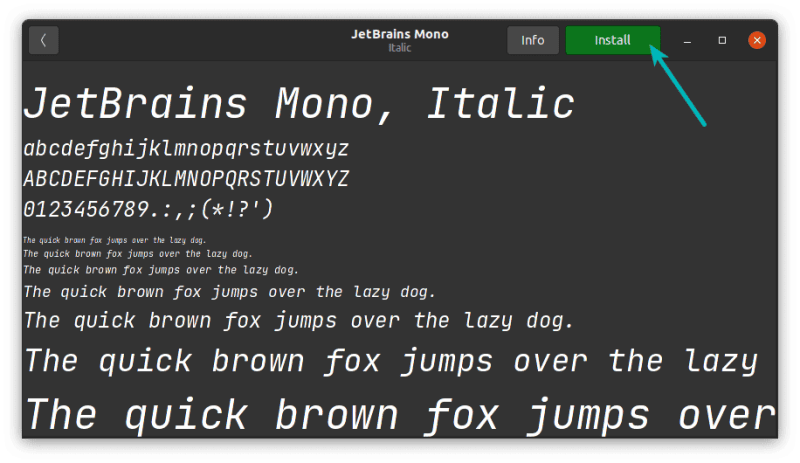 JetBrains Mono
Italic
Info
Install
JetBrains Mono, Italic
abcdefghijklmnopqrstuvwxyz
ABCDEFGHIJKLMNOPQRSTUVWXYZ
0123456789.:,;(*!?')
The quick brown fox jumps over the lazy dog.
The quick brown fox jumps over the lazy dog.
The quick brown fox jumps over the lazy dog.
The quick brown fox jumps over the lazy dog.
The quick brown fox jumps over the lazy dog.
The quick brown fox jumps over the lazy
The quick brown fox jumps over